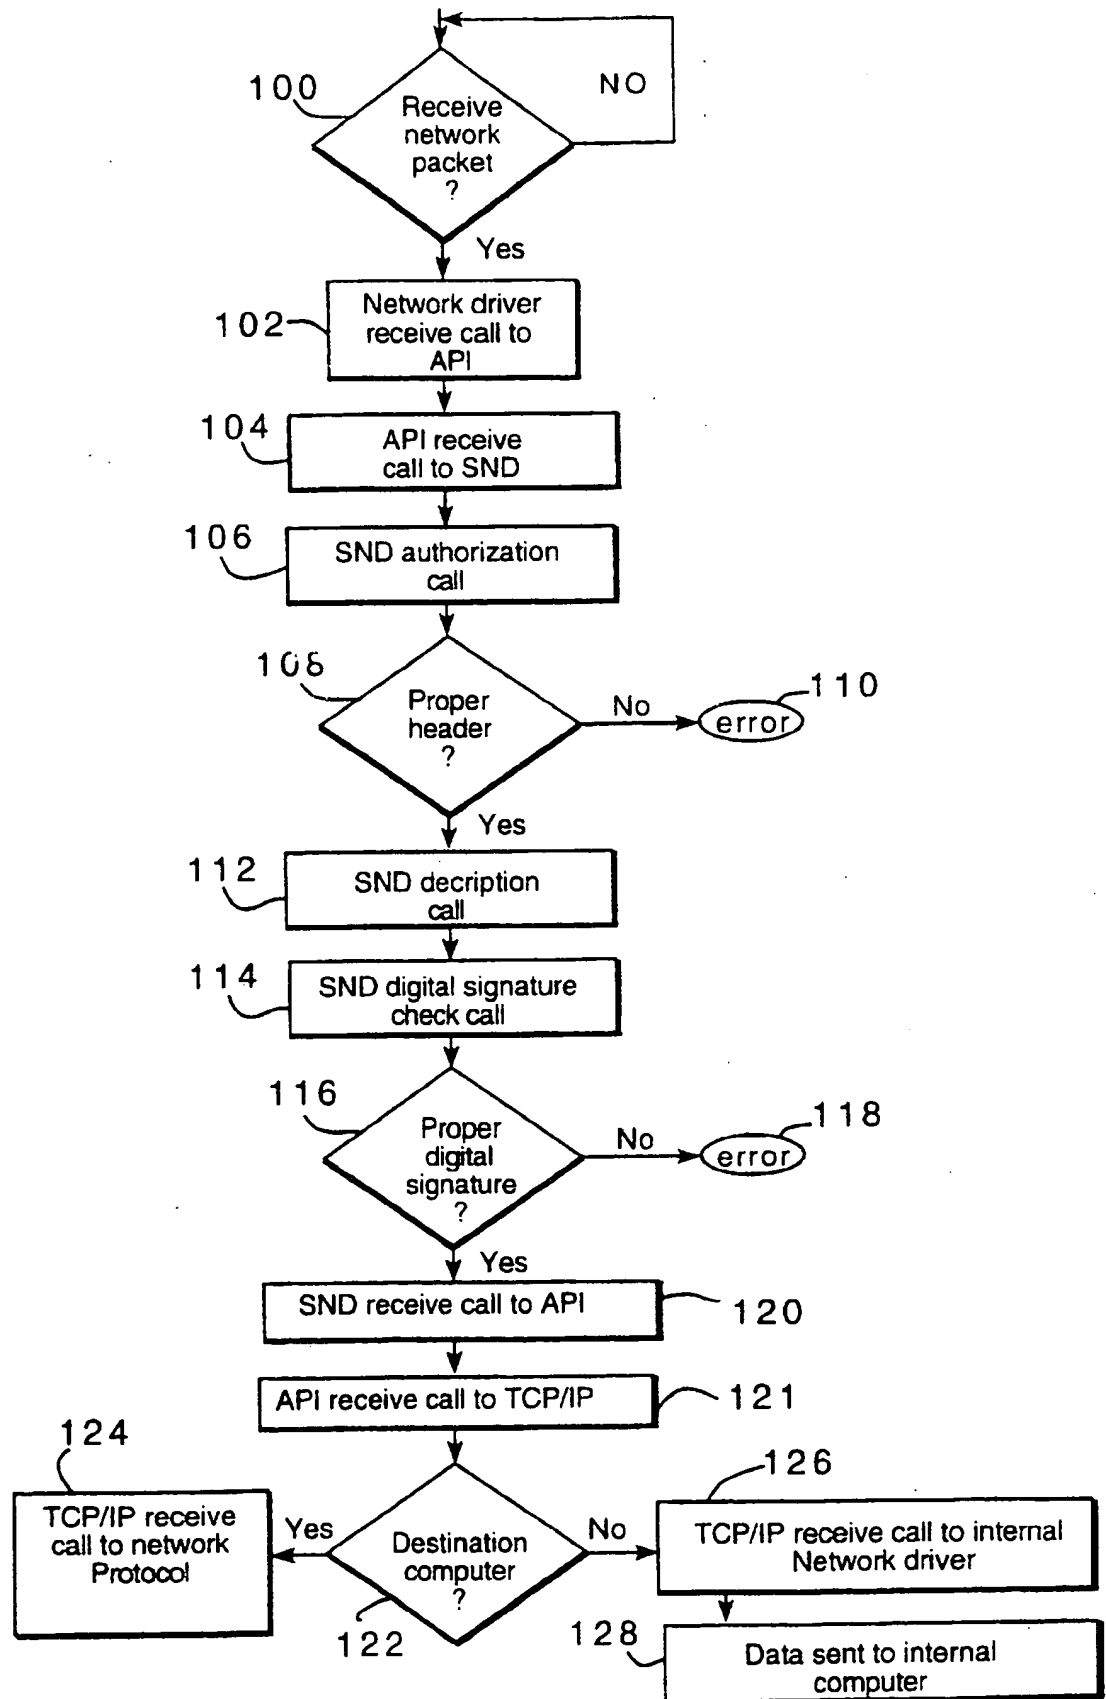 100
Receive
network
packet
?
NO
Yes
102
Network driver
receive call to
API
104
API receive
call to SND
106
SND authorization
call
108
Proper
header
?
No
110
error
Yes
112
SND decription
call
114
SND digital signature
check call
116
Proper
digital
signature
?
No
118
error
Yes
SND receive call to API
120
API receive call to TCP/IP
121
124
TCP/IP receive
call to network
Protocol
Yes
Destination
computer
?
122
No
126
TCP/IP receive call to internal
Network driver
128
Data sent to internal
computer